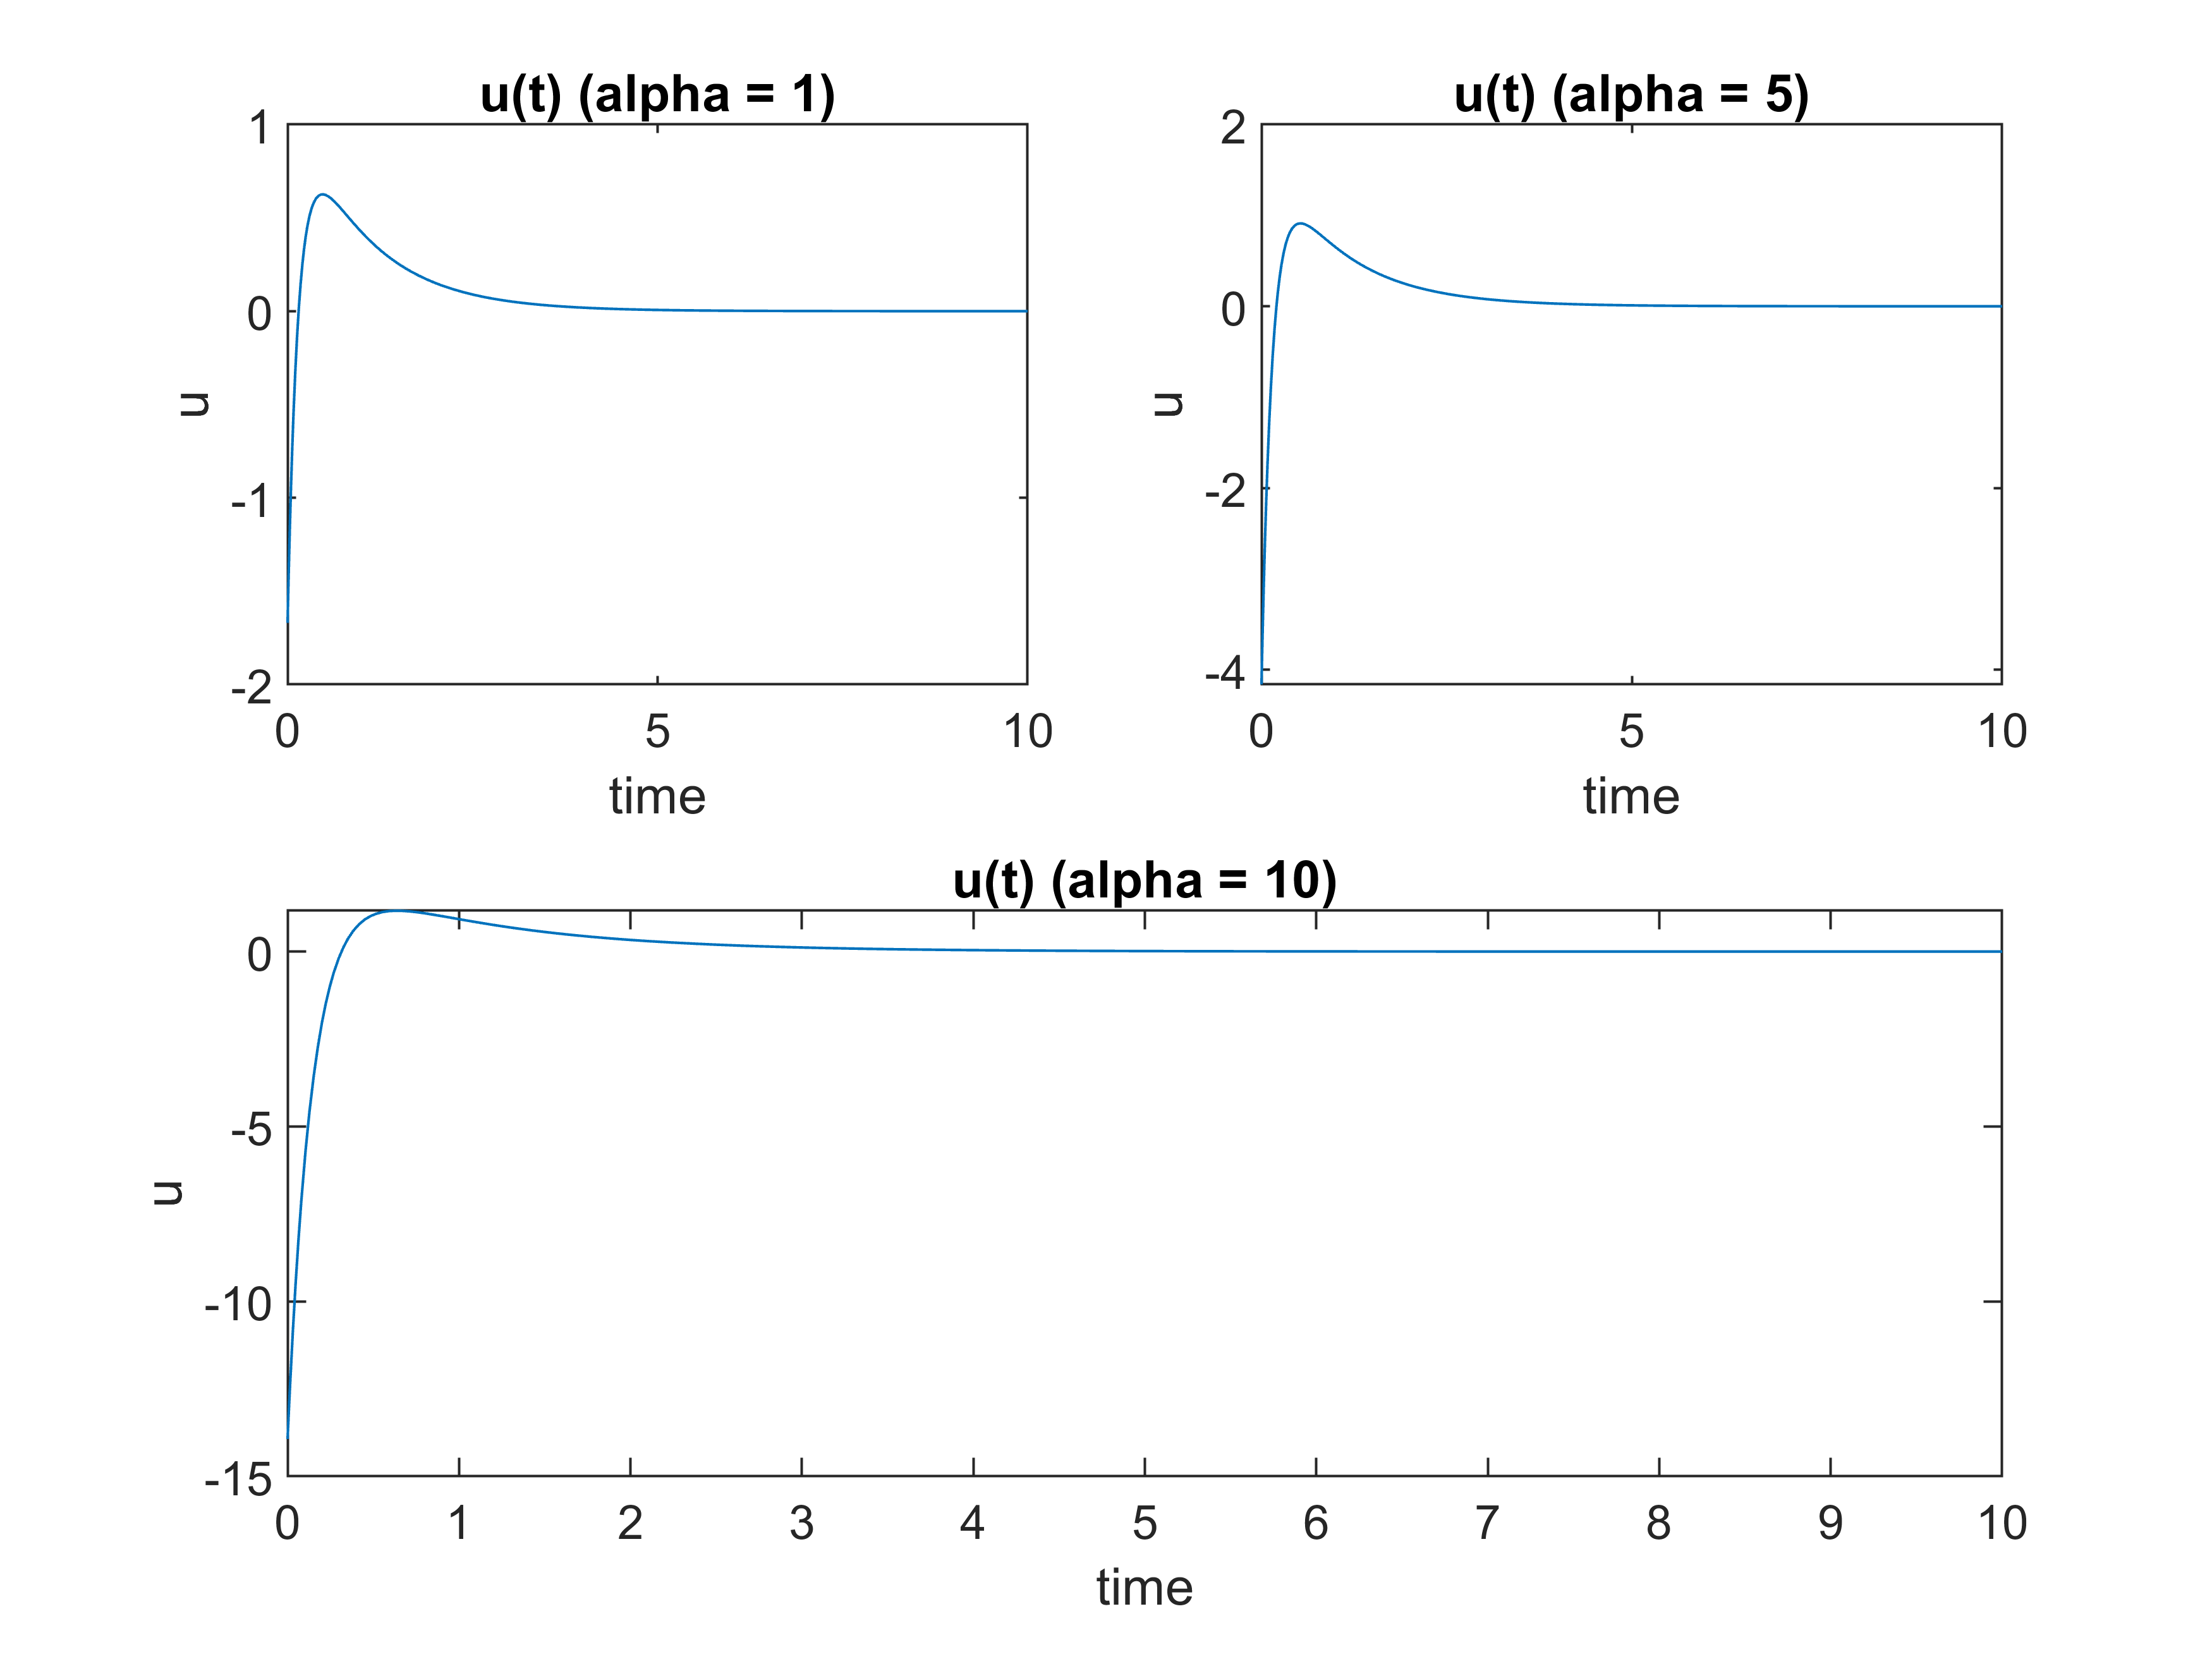 u(t) (alpha = 1)
1
0
-1
-2
u
0 5 10
time
u(t) (alpha = 5)
2
0
-2
-4
u
0 5 10
time
u(t) (alpha = 10)
0
-5
-10
-15
u
0 1 2 3 4 5 6 7 8 9 10
time